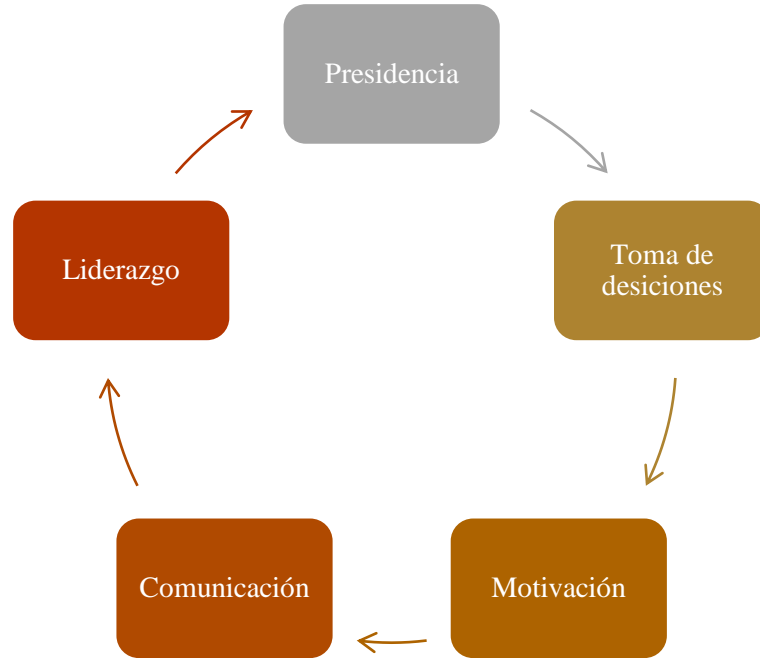 Presidencia
Toma de
desiciones
Motivación
Comunicación
Liderazgo